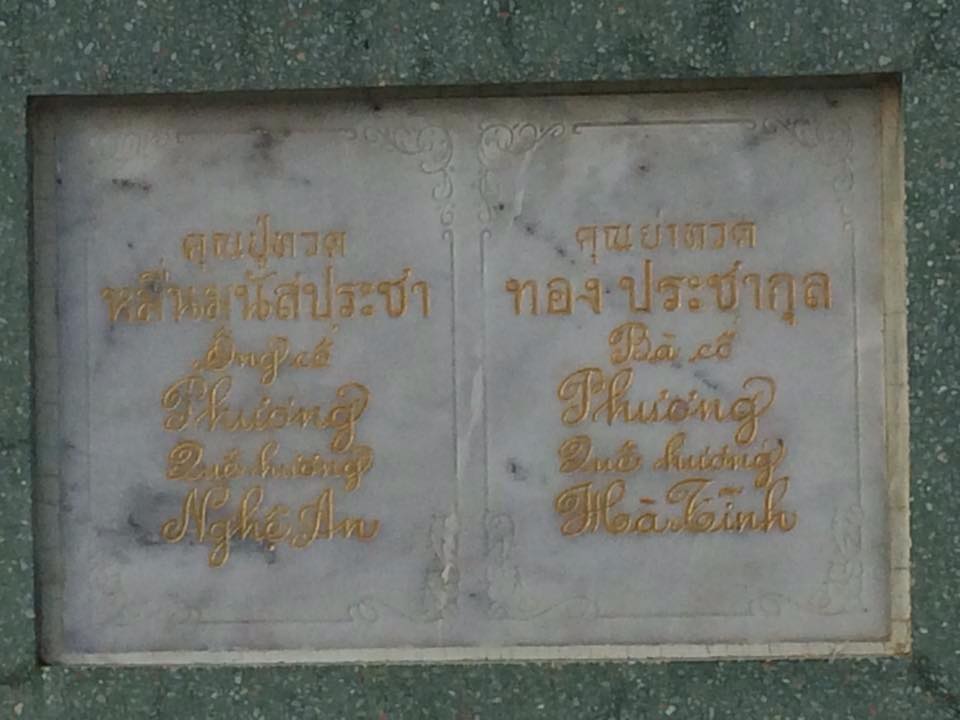 คุณปู่ทวด
หมื่นมนัสประชา
Ông cố
Phương
Quê hương
Nghệ An
คุณย่าทวด
ทอง ประชากุล
Bà cố
Phương
Quê hương
Hà Tĩnh